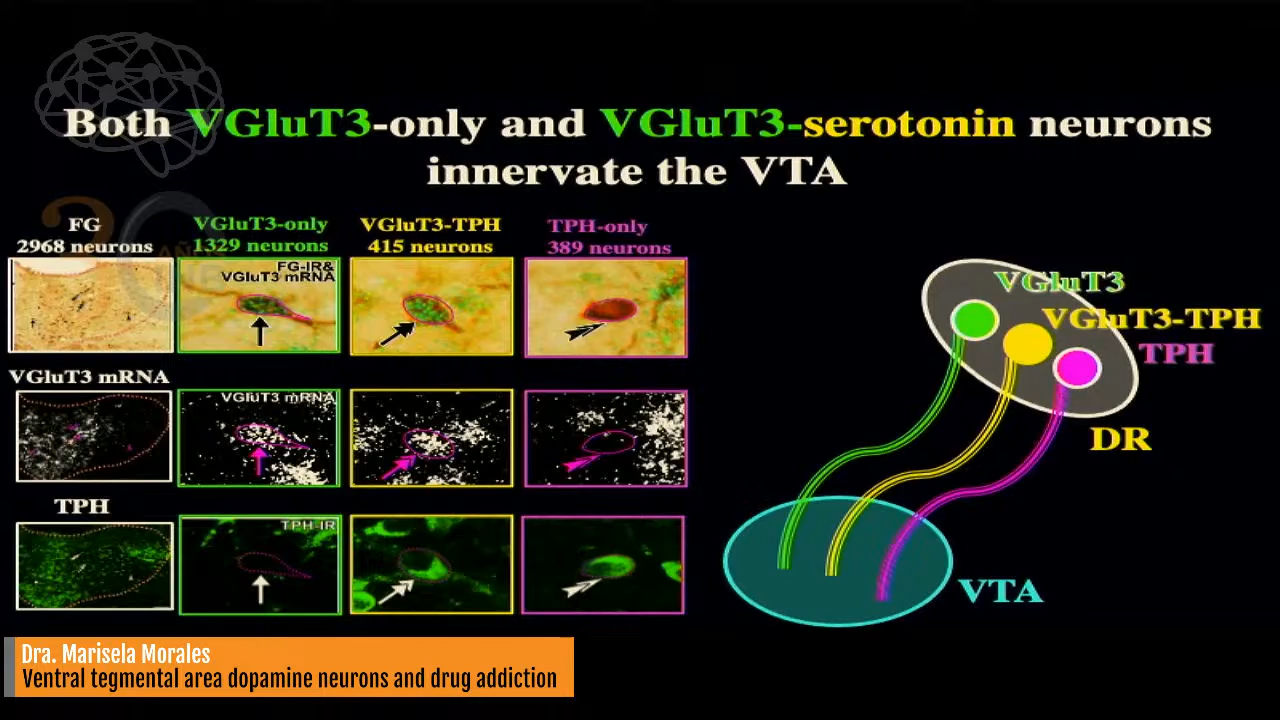 Both VGluT3-only and VGluT3-serotonin neurons
innervate the VTA
FG
2968 neurons
VGluT3-only
1329 neurons
VGluT3-TPH
415 neurons
TPH-only
389 neurons
FG-IR&
VGluT3 mRNA
VGluT3 mRNA
VGluT3 mRNA
TPH
TPH-IR
VGluT3
VGluT3-TPH
TPH
DR
VTA
Dra. Marisela Morales
Ventral tegmental area dopamine neurons and drug addiction